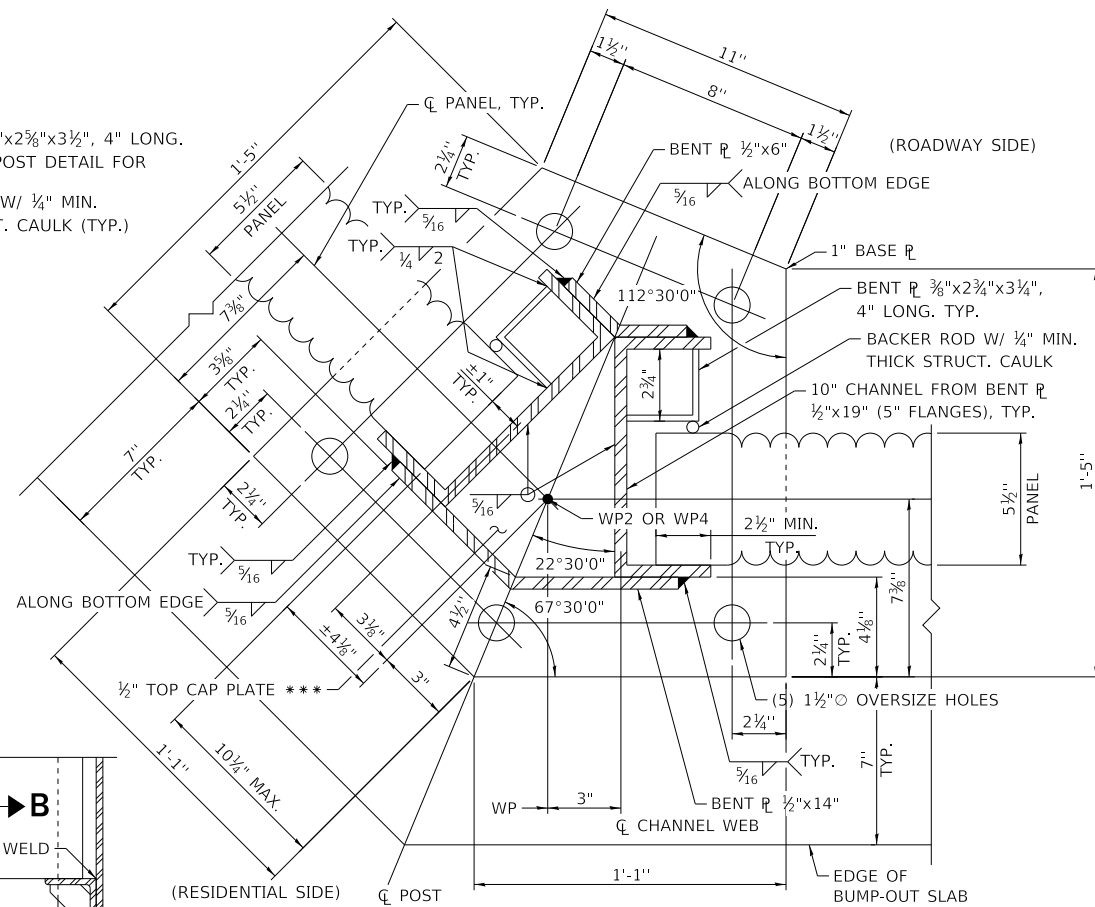 "x2⅝"x3½", 4" LONG.
POST DETAIL FOR
W/ ¼" MIN.
T. CAULK (TYP.)
1'-5"
5½"
PANEL
7⅜"
3⅝"
TYP.
2¼"
TYP.
7"
TYP.
2¼"
TYP.
℄ PANEL, TYP.
2¼"
TYP.
1½"
11"
8"
1½"
(ROADWAY SIDE)
BENT ℙL ½"x6"
5/16
ALONG BOTTOM EDGE
TYP.
5/16
TYP.
¼
2
1" BASE ℙL
112°30'0"
BENT ℙL ⅜"x2¾"x3¼",
4" LONG. TYP.
BACKER ROD W/ ¼" MIN.
THICK STRUCT. CAULK
10" CHANNEL FROM BENT ℙL
½"x19" (5" FLANGES), TYP.
±1"
TYP.
2¾"
5/16
WP2 OR WP4
2½" MIN.
TYP.
5½"
PANEL
1'-5"
22°30'0"
67°30'0"
7⅜"
4⅛"
2¼"
TYP.
TYP.
5/16
ALONG BOTTOM EDGE
5/16
4½"
3⅛"
±4⅛"
3"
½" TOP CAP PLATE ***
(5) 1½"∅ OVERSIZE HOLES
2¼"
7"
TYP.
5/16
TYP.
10¼" MAX.
1'-1"
WP
3"
BENT ℙL ½"x14"
℄ CHANNEL WEB
B
WELD
(RESIDENTIAL SIDE)
℄ POST
1'-1"
EDGE OF
BUMP-OUT SLAB